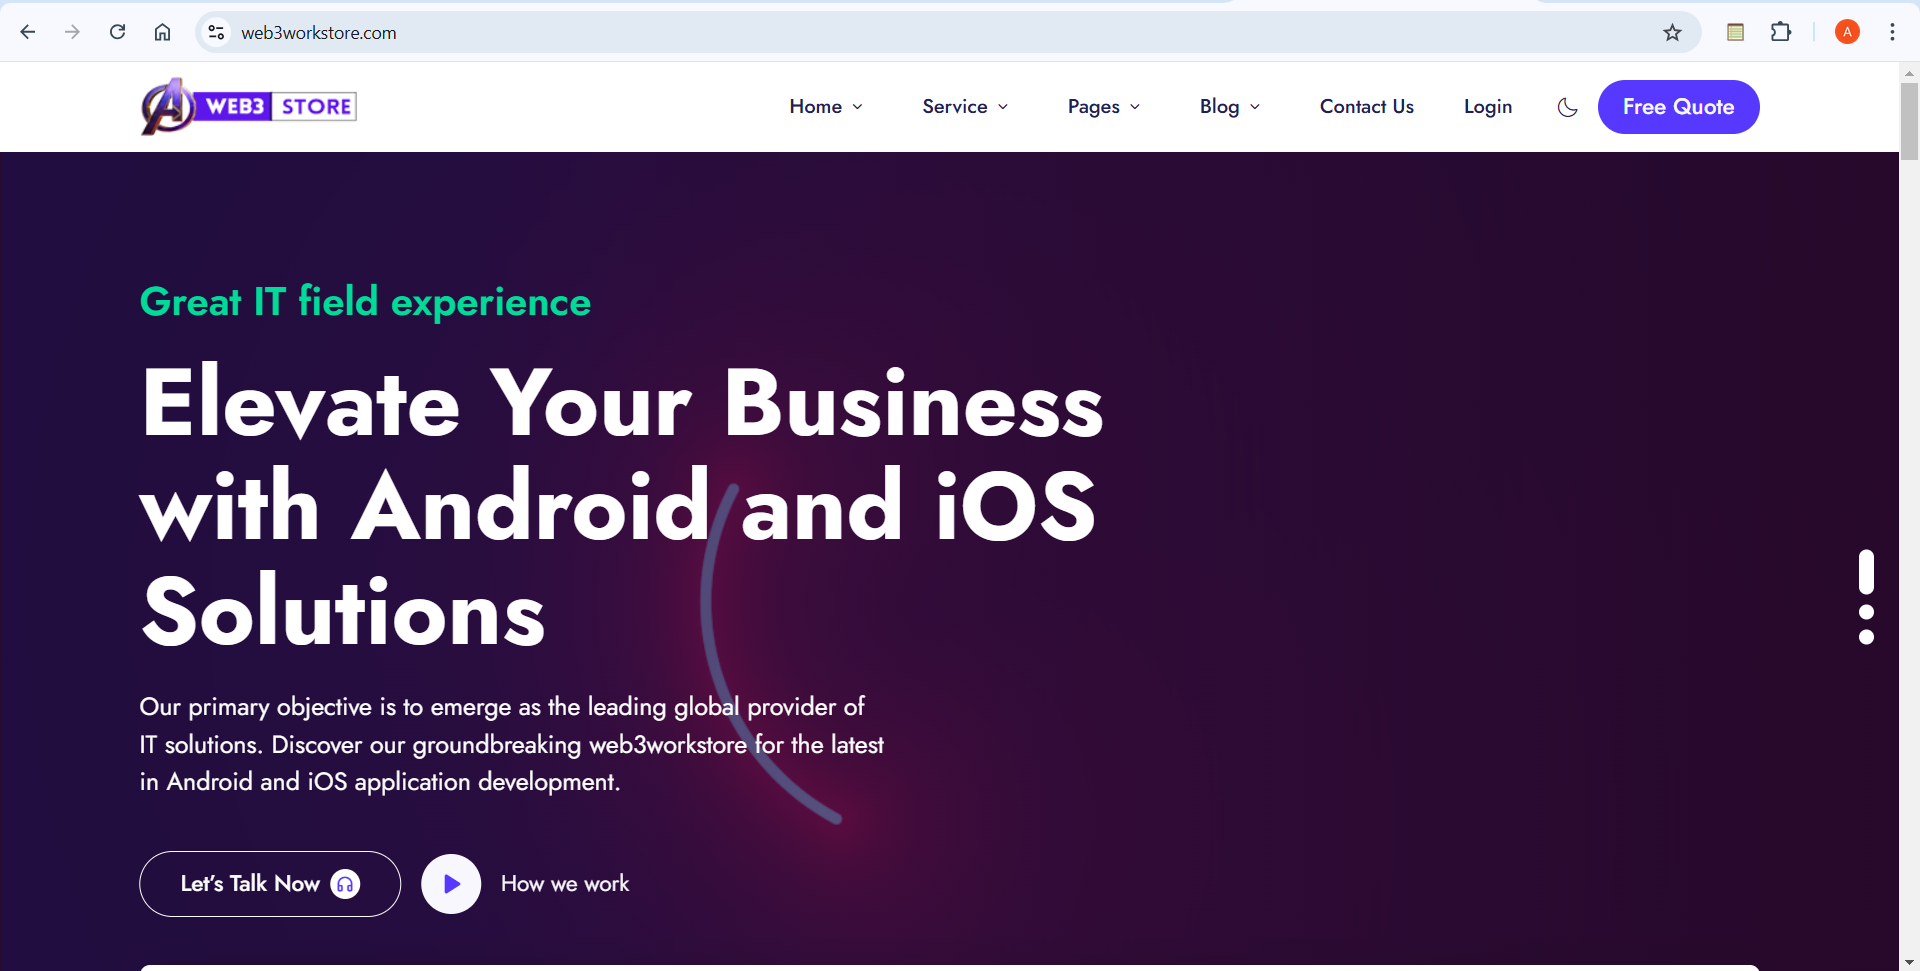 web3workstore.com
A
WEB3 STORE
Home
Service
Pages
Blog
Contact Us
Login
Free Quote
Great IT field experience
Elevate Your Business
with Android and iOS
Solutions
Our primary objective is to emerge as the leading global provider of
IT solutions. Discover our groundbreaking web3workstore for the latest
in Android and iOS application development.
Let's Talk Now
How we work